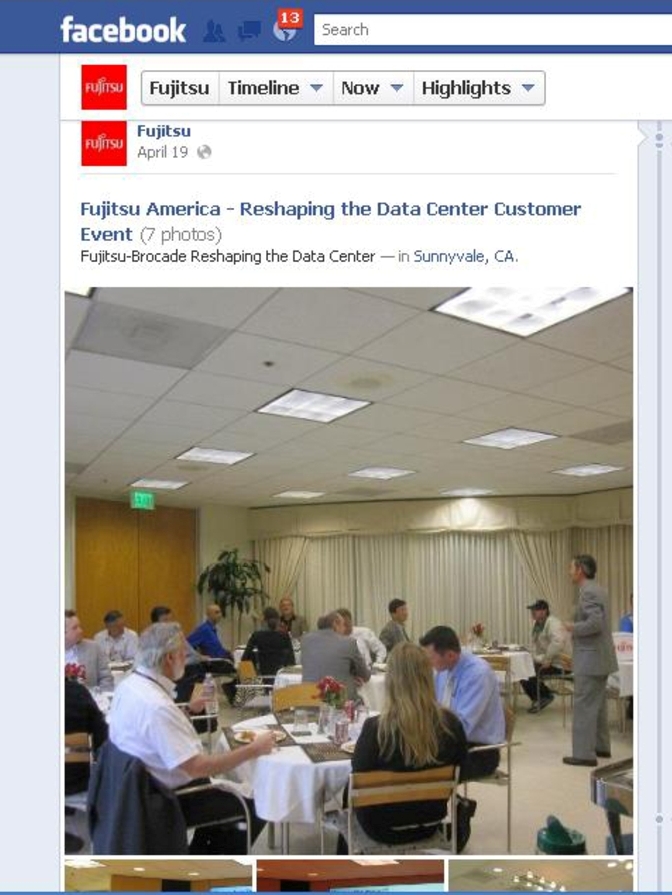 facebook 13 Search
FUJITSU Fujitsu Timeline Now Highlights
FUJITSU Fujitsu
April 19
Fujitsu America - Reshaping the Data Center Customer
Event (7 photos)
Fujitsu-Brocade Reshaping the Data Center — in Sunnyvale, CA.